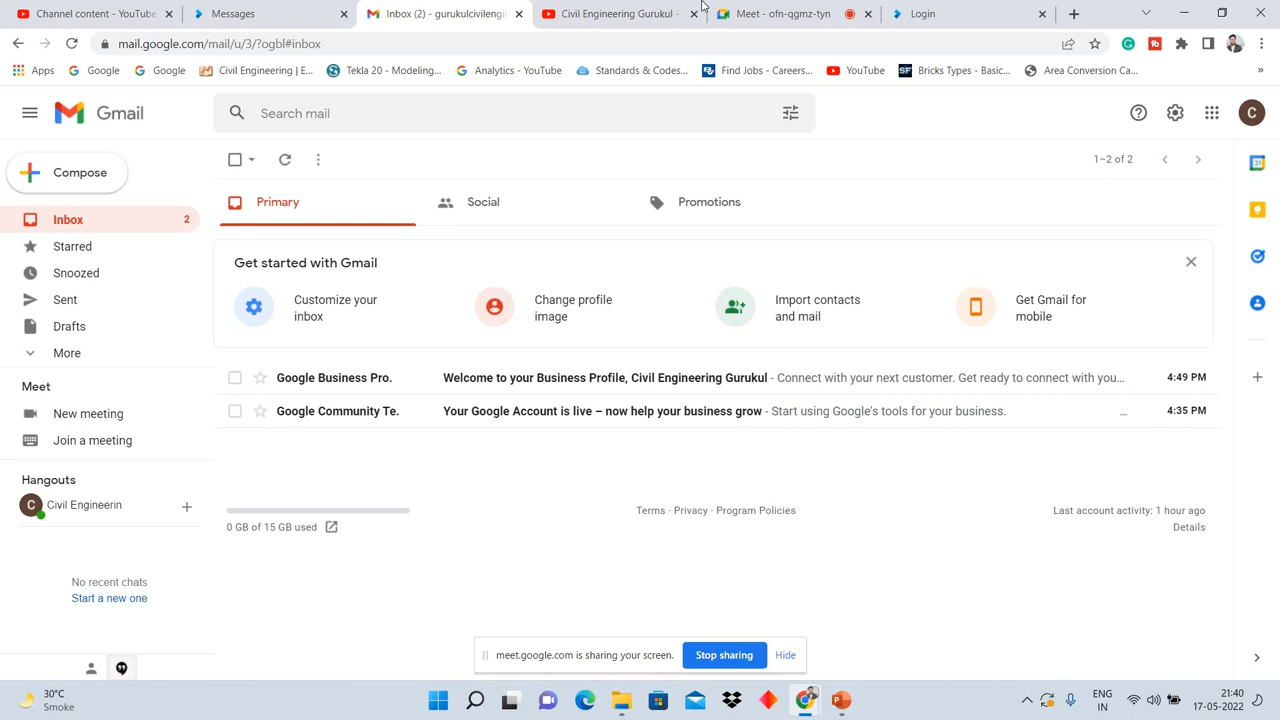 Content - YouTube
Messages
Inbox (2) - gurukulcivileng
Civil Engineering Gurukul -
Meet - ofn-qgmz-tyn
Login
mail.google.com/mail/u/3/?ogbl#inbox
Apps
Google
Google
Civil Engineering | E...
Tekla 20 - Modeling...
Analytics - YouTube
Standards & Codes...
Find Jobs - Careers...
YouTube
SF
Bricks Types - Basic...
Area Conversion Ca...
»
Gmail
Search mail
C
Compose
1–2 of 2
Inbox
2
Primary
Social
Promotions
Starred
Snoozed
Sent
Drafts
More
Get started with Gmail
Customize your
inbox
Change profile
image
Import contacts
and mail
Get Gmail for
mobile
Google Business Pro.
Welcome to your Business Profile, Civil Engineering Gurukul - Connect with your next customer. Get ready to connect with you...
4:49 PM
Google Community Te.
Your Google Account is live – now help your business grow - Start using Google's tools for your business.
...
4:35 PM
Meet
New meeting
Join a meeting
Hangouts
C
Civil Engineerin
0 GB of 15 GB used
Terms · Privacy · Program Policies
Last account activity: 1 hour ago
Details
No recent chats
Start a new one
meet.google.com is sharing your screen.
Stop sharing
Hide
30°C
Smoke
ENG
IN
21:40
17-05-2022